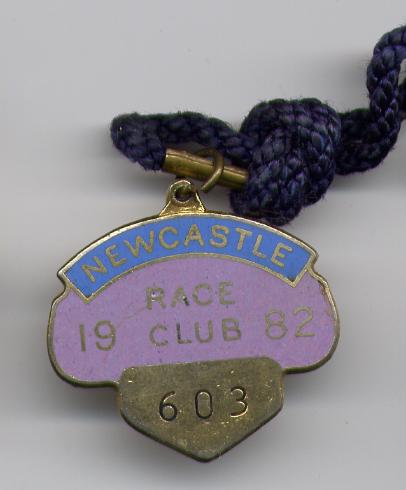 NEWCASTLE
RACE
19 CLUB 82
603